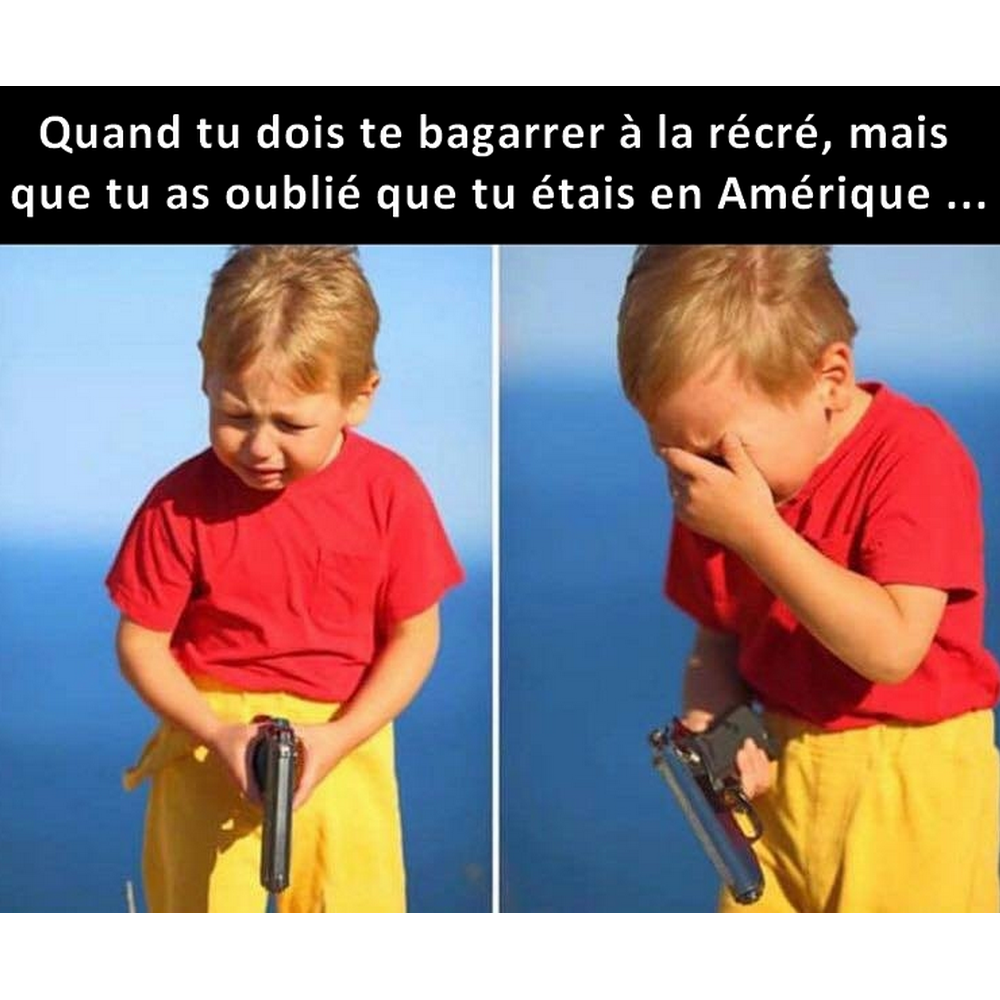 Quand tu dois te bagarrer à la récré, mais
que tu as oublié que tu étais en Amérique ...